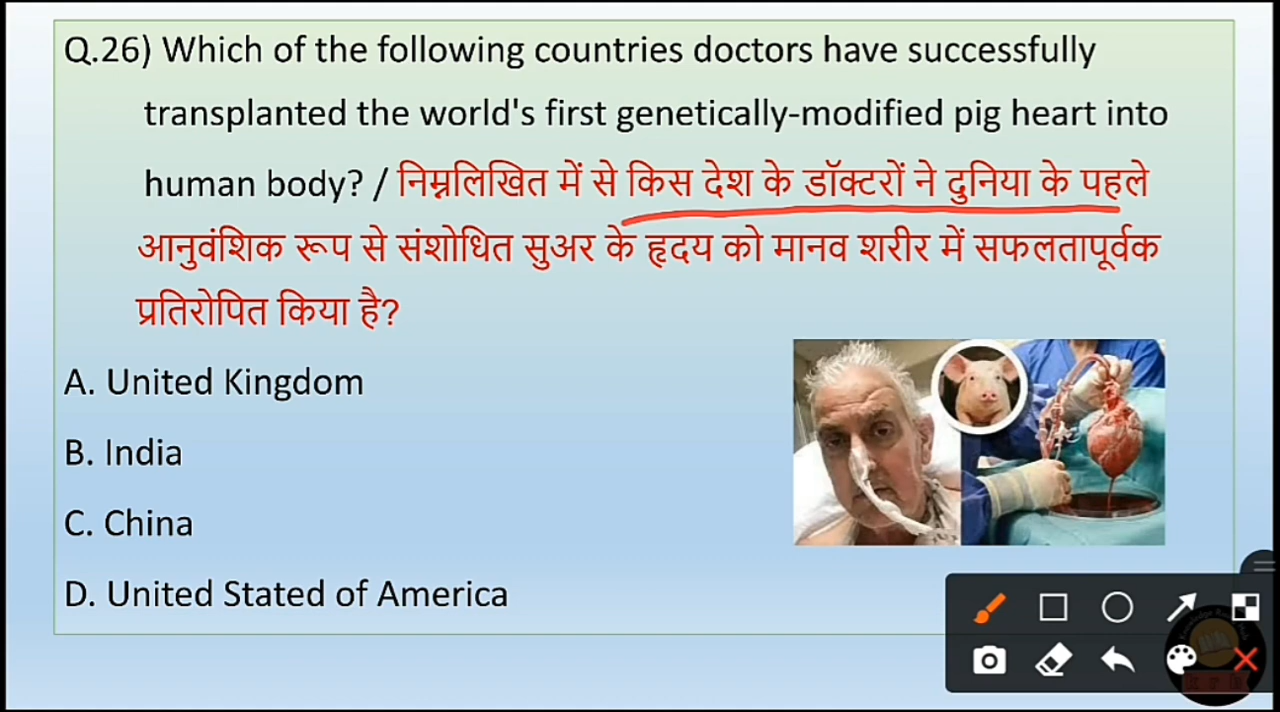 Q.26) Which of the following countries doctors have successfully
transplanted the world's first genetically-modified pig heart into
human body? / निम्नलिखित में से किस देश के डॉक्टरों ने दुनिया के पहले
आनुवंशिक रूप से संशोधित सुअर के हृदय को मानव शरीर में सफलतापूर्वक
प्रतिरोपित किया है?
A. United Kingdom
B. India
C. China
D. United Stated of America